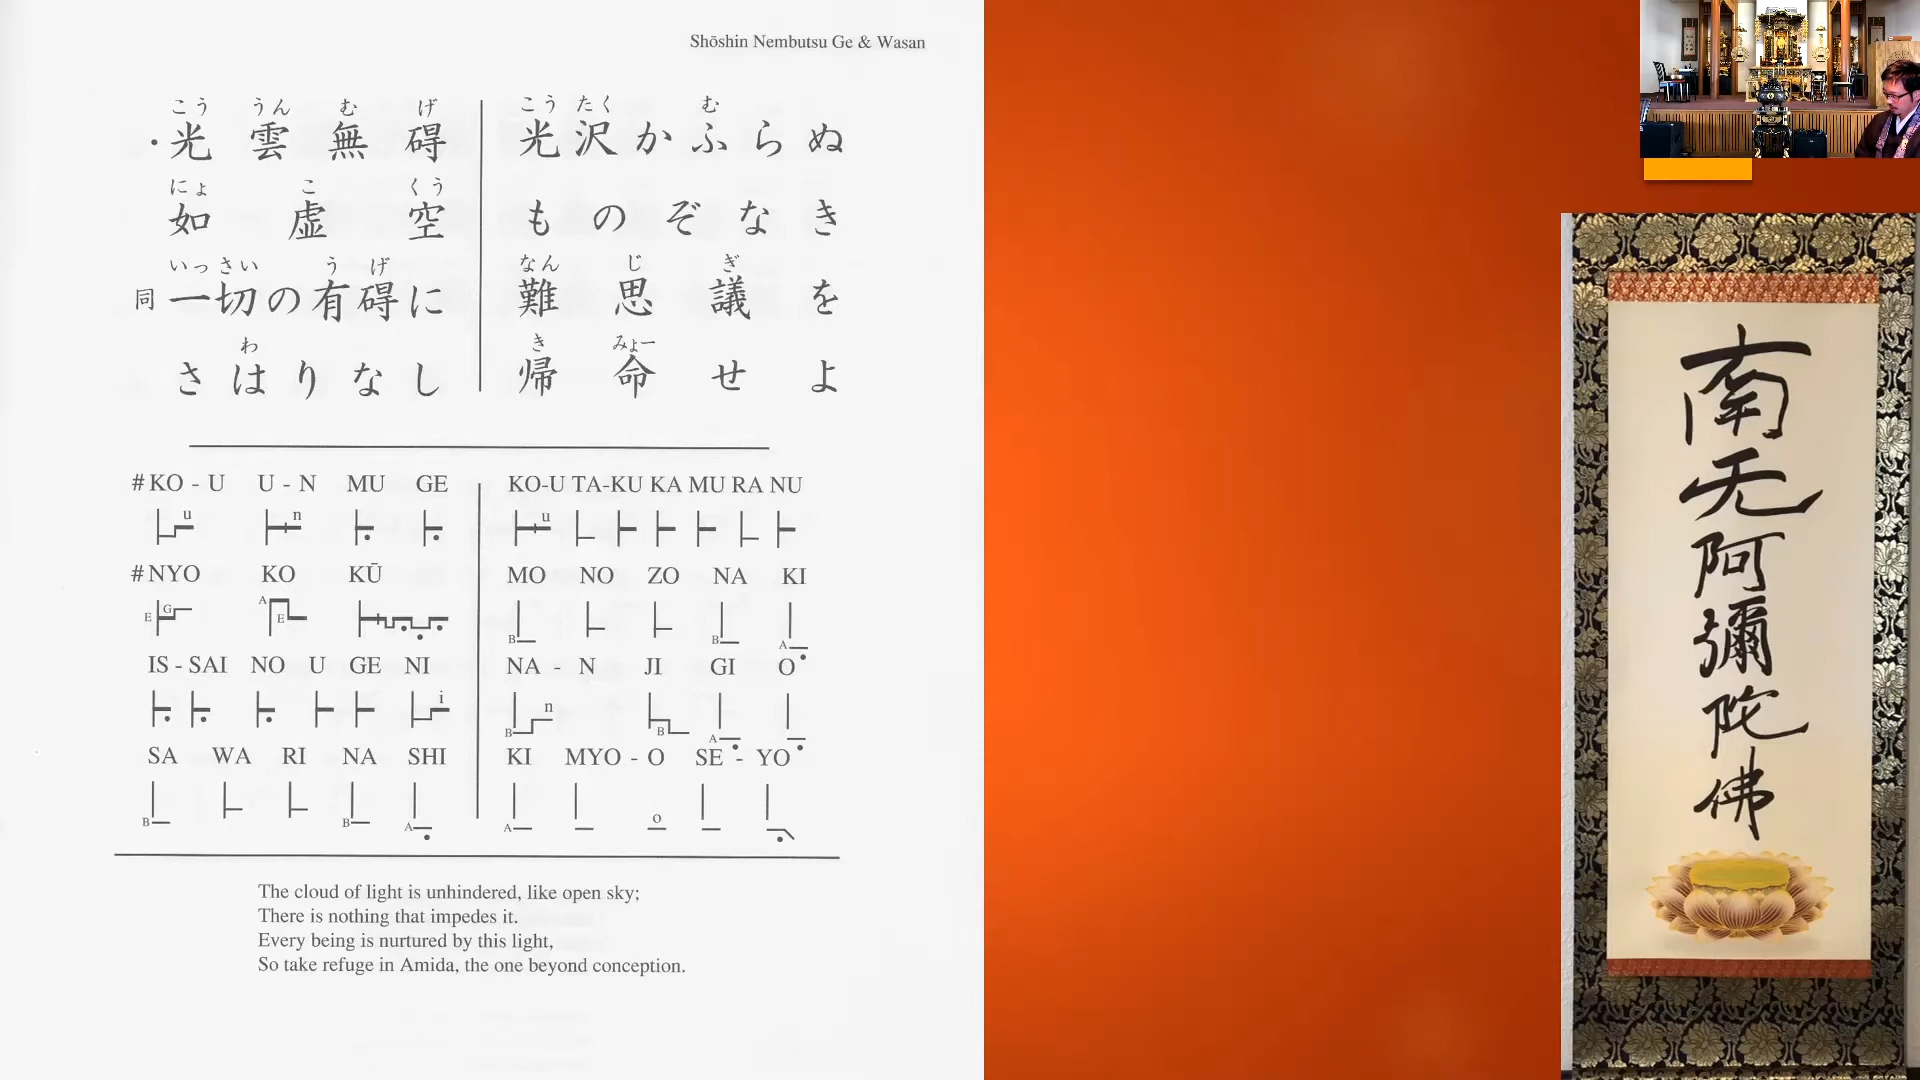 Shōshin Nembutsu Ge & Wasan
こう うん む げ
・光 雲 無 碍
にょ こ くう
如 虚 空
いっさい う げ
同 一切の有碍に
わ
さ は り な し
こう たく む
光 沢 か ふ ら ぬ
も の ぞ な き
なん じ ぎ
難 思 議 を
き みょー
帰 命 せ よ
#KO - U U - N MU GE
u n
#NYO KO KŪ
E G A E
IS - SAI NO U GE NI
i
SA WA RI NA SHI
B B A
KO-U TA-KU KA MU RA NU
u
MO NO ZO NA KI
B B A
NA - N JI GI O
B n B A
KI MYO - O SE - YO
A o
The cloud of light is unhindered, like open sky;
There is nothing that impedes it.
Every being is nurtured by this light,
So take refuge in Amida, the one beyond conception.
南无阿彌陀佛